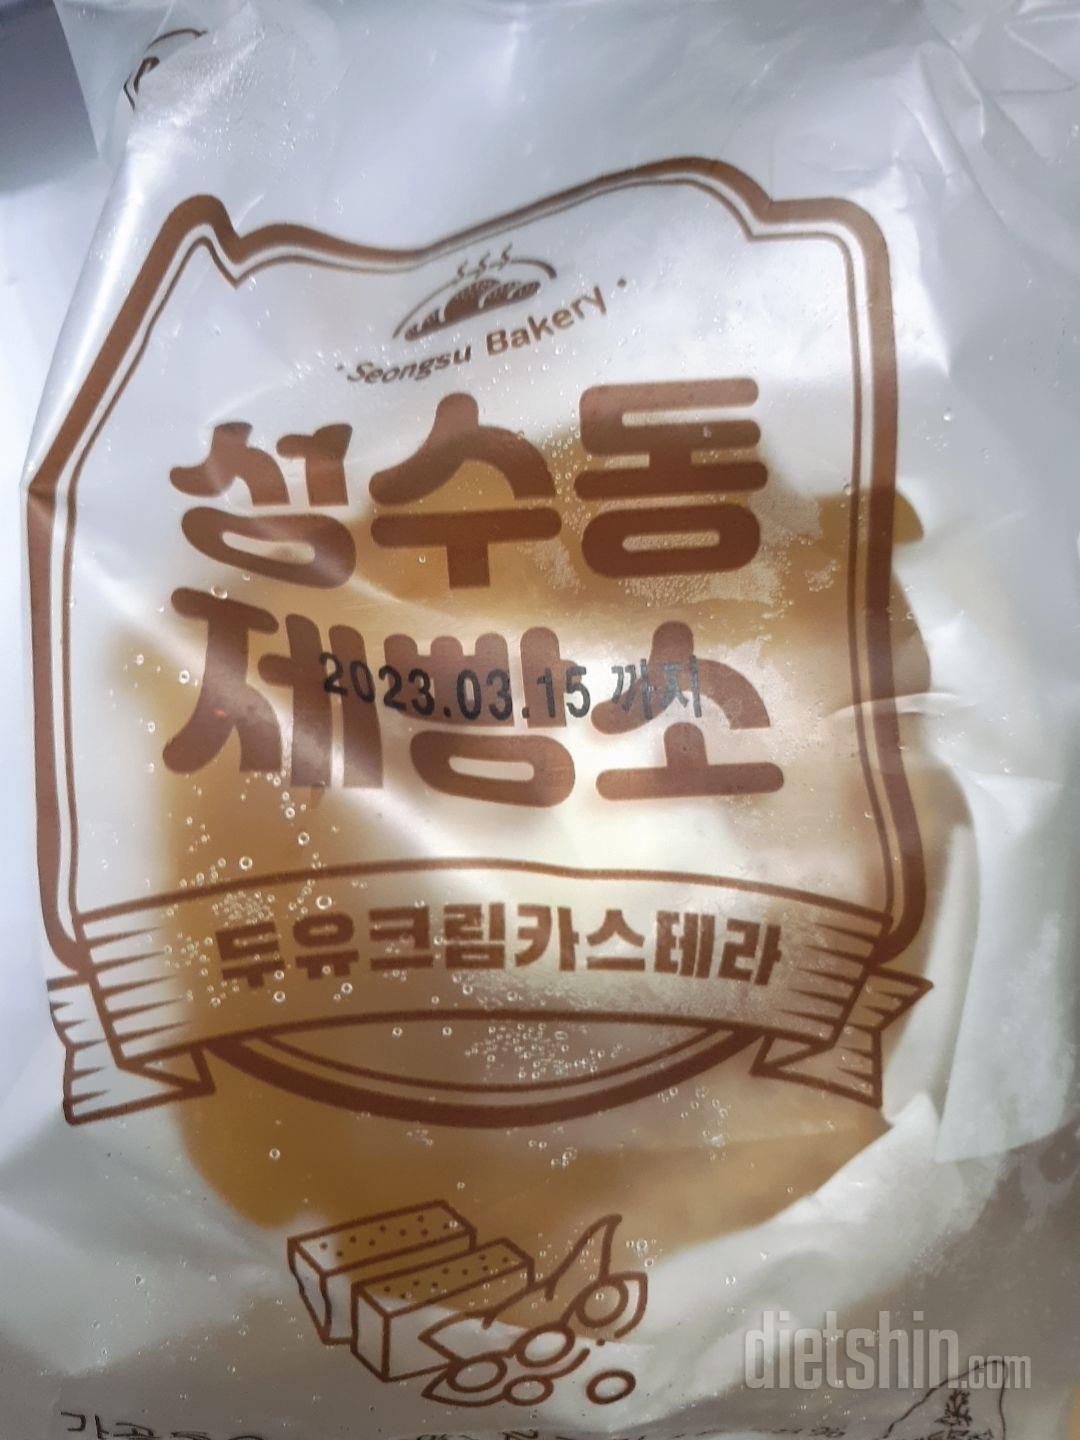 · Seongsu Bakery ·
성수동
제빵소
2023.03.15 까지
두유크림카스테라
dietshin.com